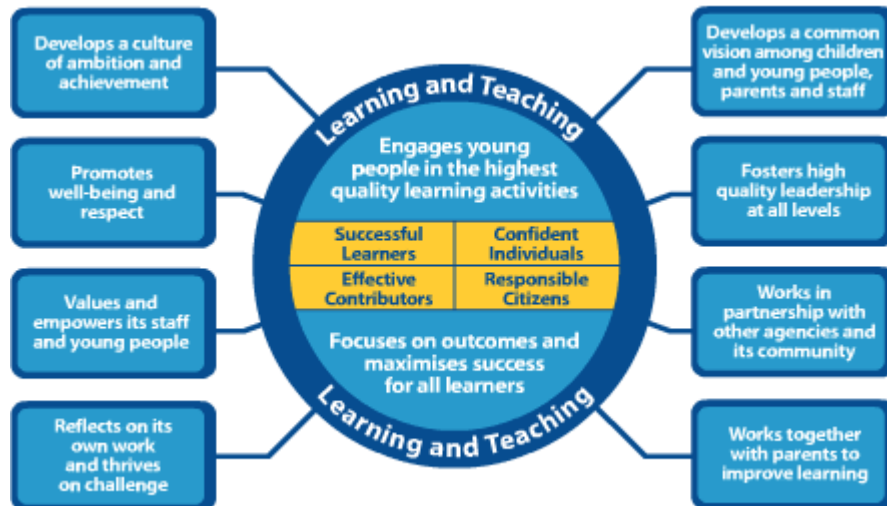 Develops a culture
of ambition and
achievement
Promotes
well-being and
respect
Values and
empowers its staff
and young people
Reflects on its
own work
and thrives
on challenge
Learning and Teaching
Engages young
people in the highest
quality learning activities
Successful
Learners
Confident
Individuals
Effective
Contributors
Responsible
Citizens
Focuses on outcomes and
maximises success
for all learners
Learning and Teaching
Develops a common
vision among children
and young people,
parents and staff
Fosters high
quality leadership
at all levels
Works in
partnership with
other agencies and
its community
Works together
with parents to
improve learning